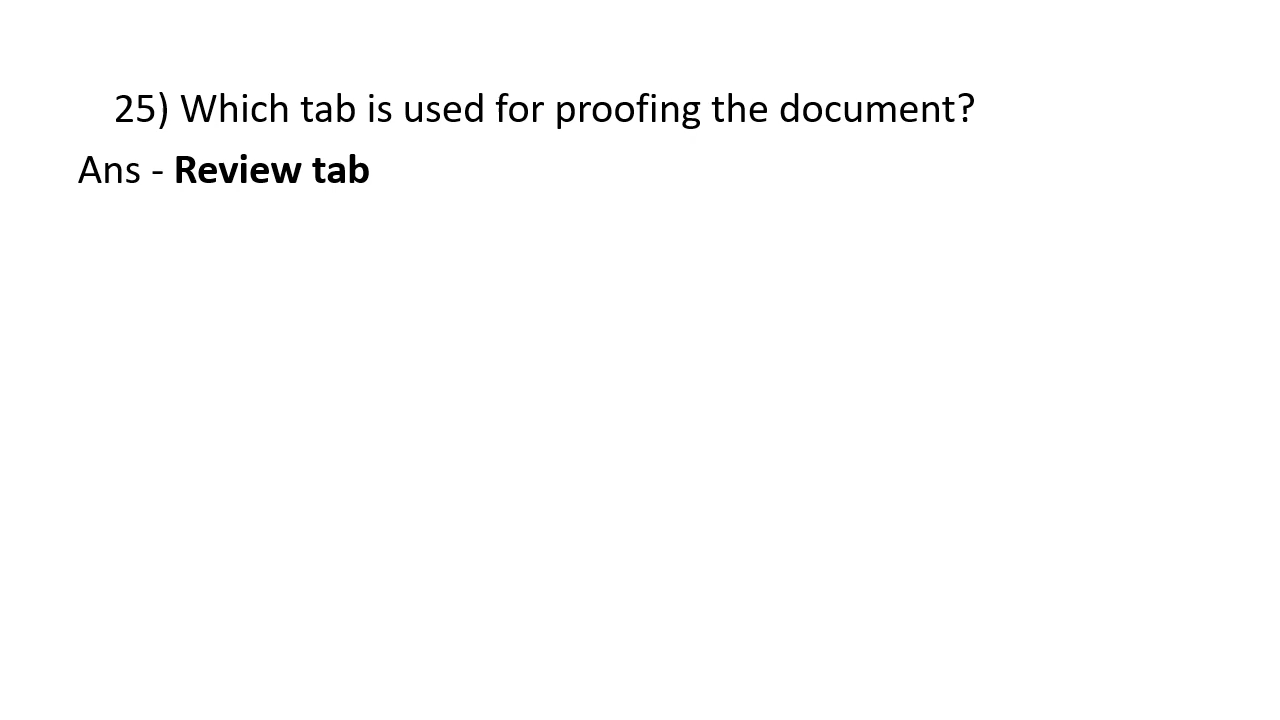 25) Which tab is used for proofing the document?
Ans - Review tab